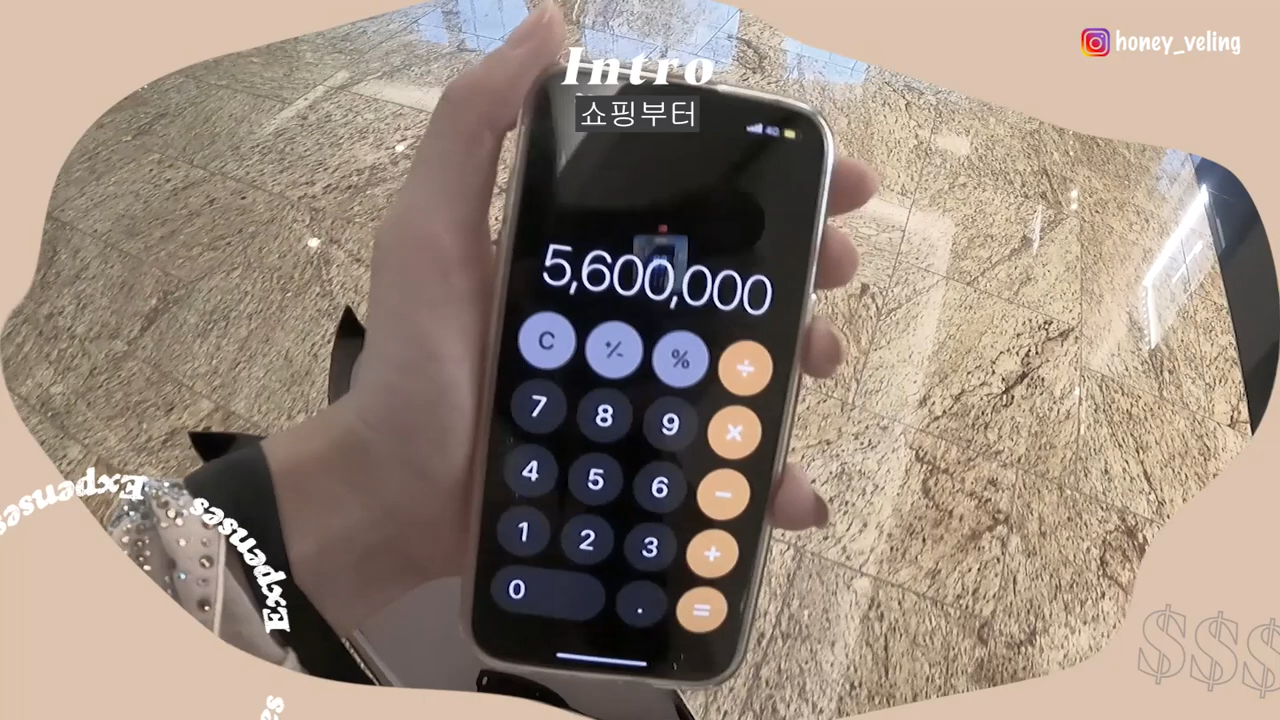 honey_veling
Intro
쇼핑부터
4G
5,600,000
C +/- % ÷
7 8 9 ×
4 5 6 −
1 2 3 +
0 . =
Expenses
Expenses
$$$